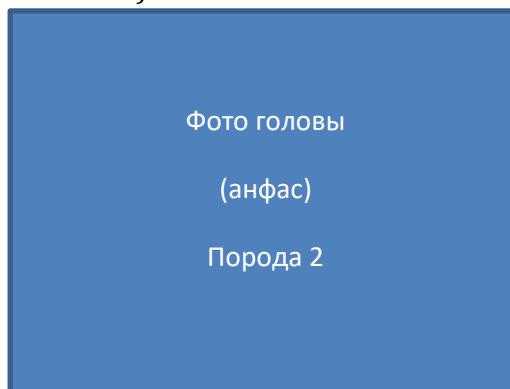 Фото головы
(анфас)
Порода 2